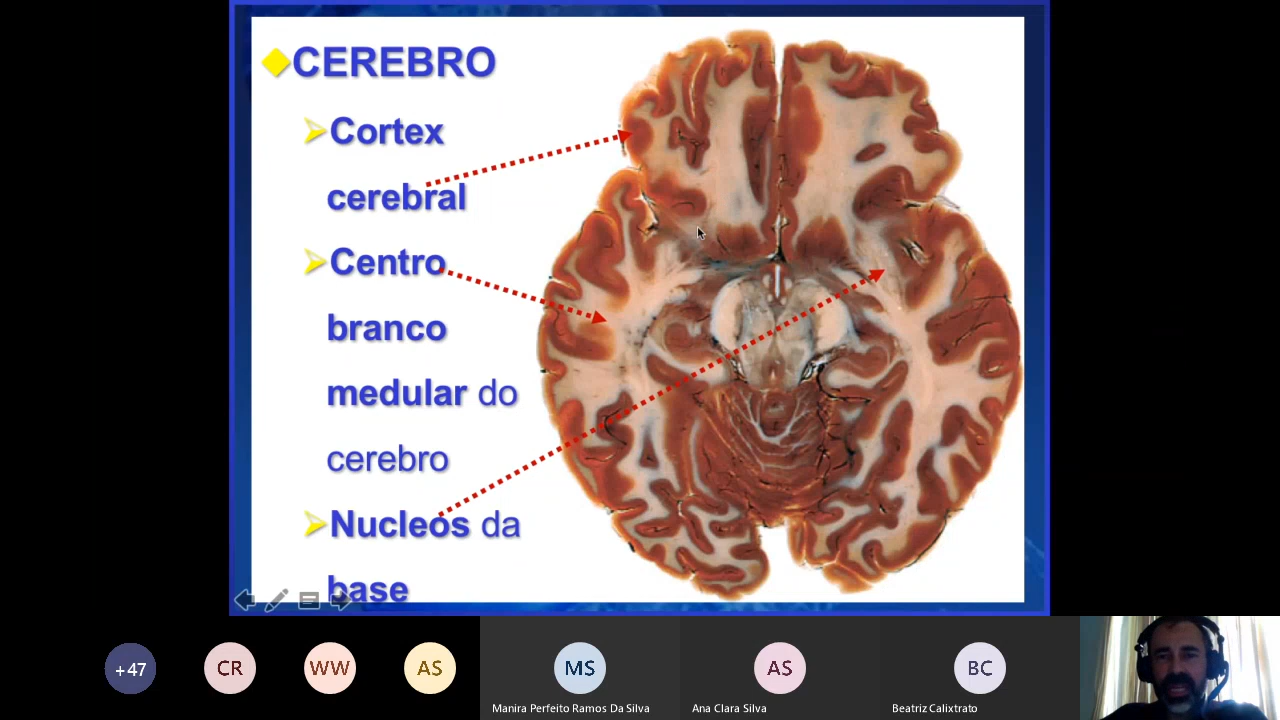 CEREBRO
Cortex
cerebral
Centro
branco
medular do
cerebro
Nucleos da
base
+47
CR
WW
AS
MS
AS
BC
Manira Perfeito Ramos Da Silva
Ana Clara Silva
Beatriz Calixtrato